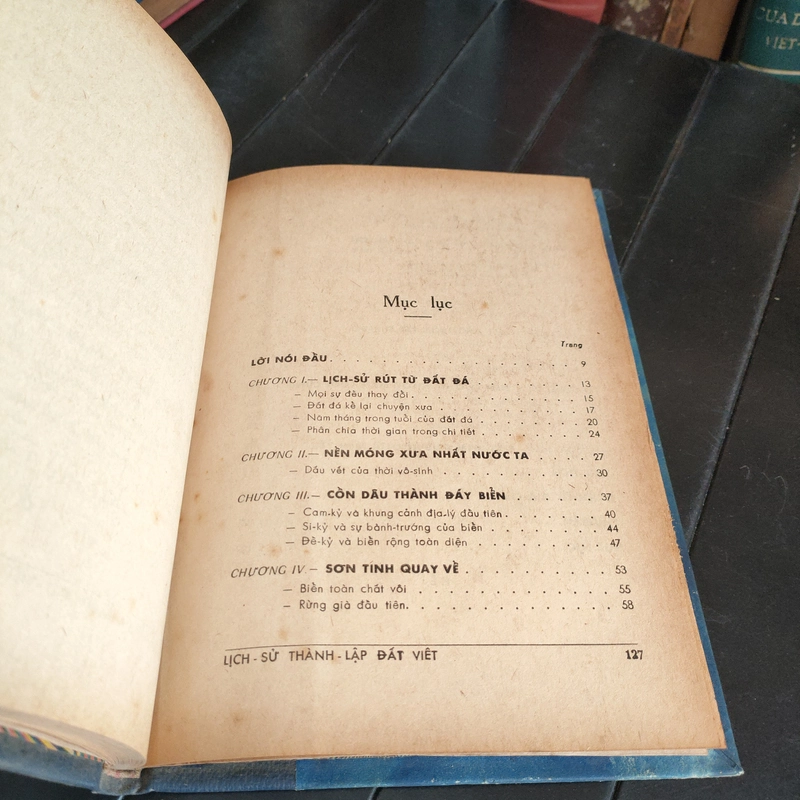 CỦA D
VIET-
Mục lục
Trang
LỜI NÓI ĐẦU. . . . . . . . . . . . . . . . . . 9
CHƯƠNG I.— LỊCH-SỬ RÚT TỪ ĐẤT ĐÁ . . . . . . . . 13
— Mọi sự đều thay đổi. . . . . . . . . . . . . 15
— Đất đá kể lại chuyện xưa . . . . . . . . . . 17
— Năm tháng trong tuổi của đất đá . . . . . . . 20
— Phân chia thời gian trong chi tiết . . . . . . . 24
CHƯƠNG II.— NỀN MÓNG XƯA NHẤT NƯỚC TA . . . . 27
— Dấu vết của thời vô-sinh . . . . . . . . . . 30
CHƯƠNG III.— CỒN DÂU THÀNH ĐÁY BIỂN . . . . . . 37
— Cam-kỷ và khung cảnh địa-lý đầu tiên. . . . . . 40
— Si-kỷ và sự bành-trướng của biển . . . . . . . 44
— Đê-kỷ và biển rộng toàn diện . . . . . . . . 47
CHƯƠNG IV.— SƠN TINH QUAY VỀ . . . . . . . . . . 53
— Biển toàn chất vôi . . . . . . . . . . . . 55
— Rừng già đầu tiên. . . . . . . . . . . . . 58
LỊCH-SỬ THÀNH-LẬP ĐẤT VIỆT 127